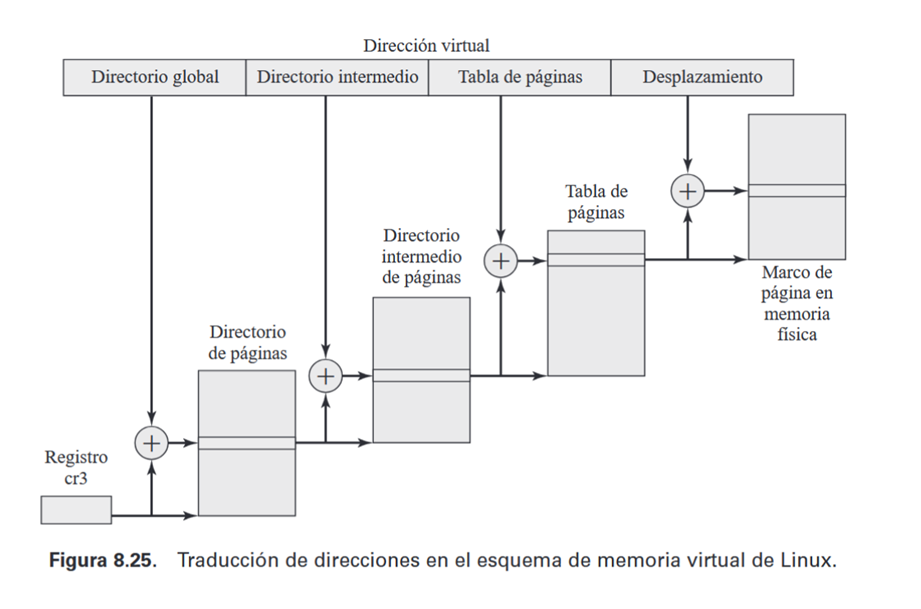 Dirección virtual
Directorio global
Directorio intermedio
Tabla de páginas
Desplazamiento
+
Tabla de
páginas
Directorio
intermedio
de páginas
+
Marco de
página en
memoria
física
Directorio
de páginas
+
Registro
cr3
+
Figura 8.25. Traducción de direcciones en el esquema de memoria virtual de Linux.